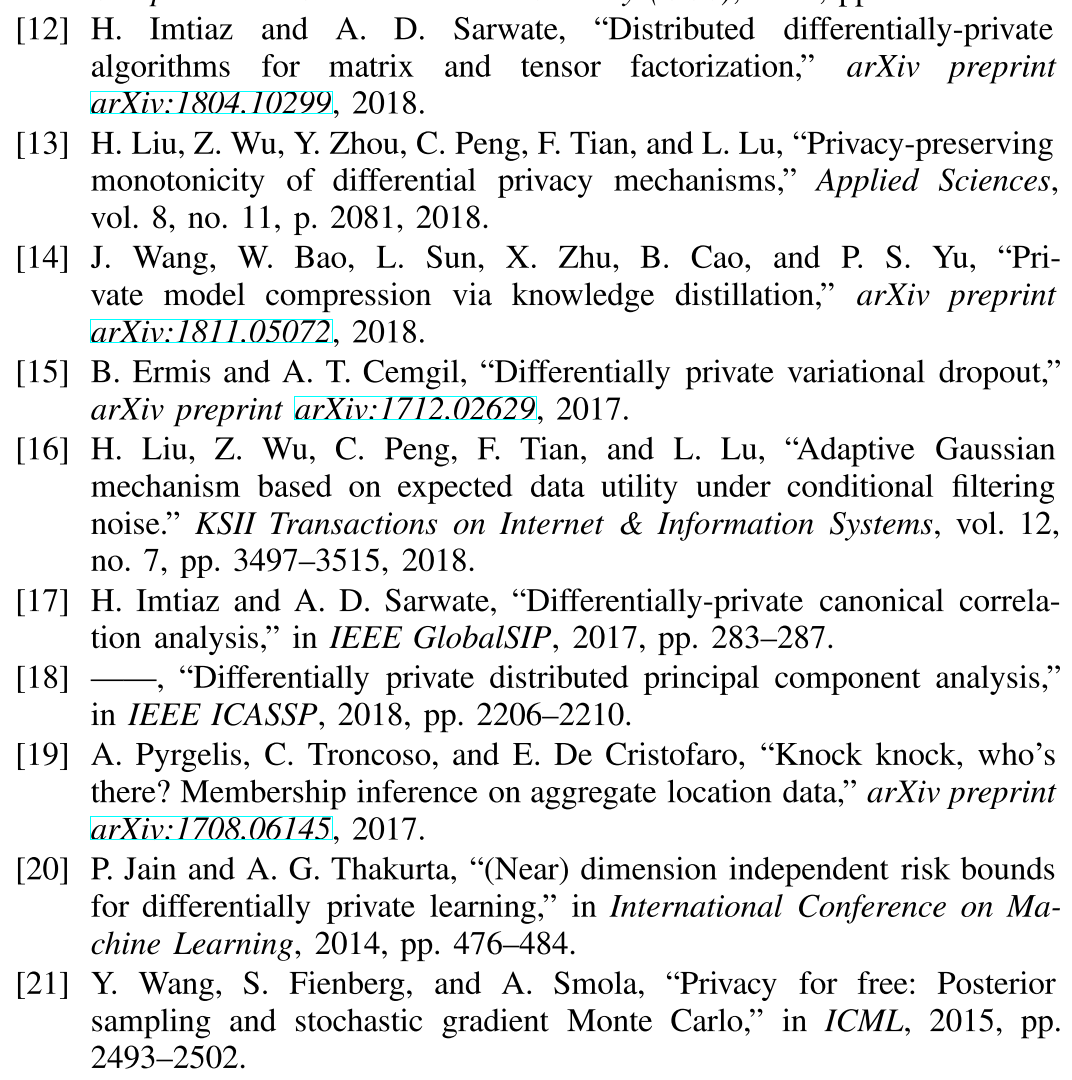 [12] H. Imtiaz and A. D. Sarwate, “Distributed differentially-private
algorithms for matrix and tensor factorization,” arXiv preprint
arXiv:1804.10299, 2018.
[13] H. Liu, Z. Wu, Y. Zhou, C. Peng, F. Tian, and L. Lu, “Privacy-preserving
monotonicity of differential privacy mechanisms,” Applied Sciences,
vol. 8, no. 11, p. 2081, 2018.
[14] J. Wang, W. Bao, L. Sun, X. Zhu, B. Cao, and P. S. Yu, “Pri-
vate model compression via knowledge distillation,” arXiv preprint
arXiv:1811.05072, 2018.
[15] B. Ermis and A. T. Cemgil, “Differentially private variational dropout,”
arXiv preprint arXiv:1712.02629, 2017.
[16] H. Liu, Z. Wu, C. Peng, F. Tian, and L. Lu, “Adaptive Gaussian
mechanism based on expected data utility under conditional filtering
noise.” KSII Transactions on Internet & Information Systems, vol. 12,
no. 7, pp. 3497–3515, 2018.
[17] H. Imtiaz and A. D. Sarwate, “Differentially-private canonical correla-
tion analysis,” in IEEE GlobalSIP, 2017, pp. 283–287.
[18] ——, “Differentially private distributed principal component analysis,”
in IEEE ICASSP, 2018, pp. 2206–2210.
[19] A. Pyrgelis, C. Troncoso, and E. De Cristofaro, “Knock knock, who’s
there? Membership inference on aggregate location data,” arXiv preprint
arXiv:1708.06145, 2017.
[20] P. Jain and A. G. Thakurta, “(Near) dimension independent risk bounds
for differentially private learning,” in International Conference on Ma-
chine Learning, 2014, pp. 476–484.
[21] Y. Wang, S. Fienberg, and A. Smola, “Privacy for free: Posterior
sampling and stochastic gradient Monte Carlo,” in ICML, 2015, pp.
2493–2502.